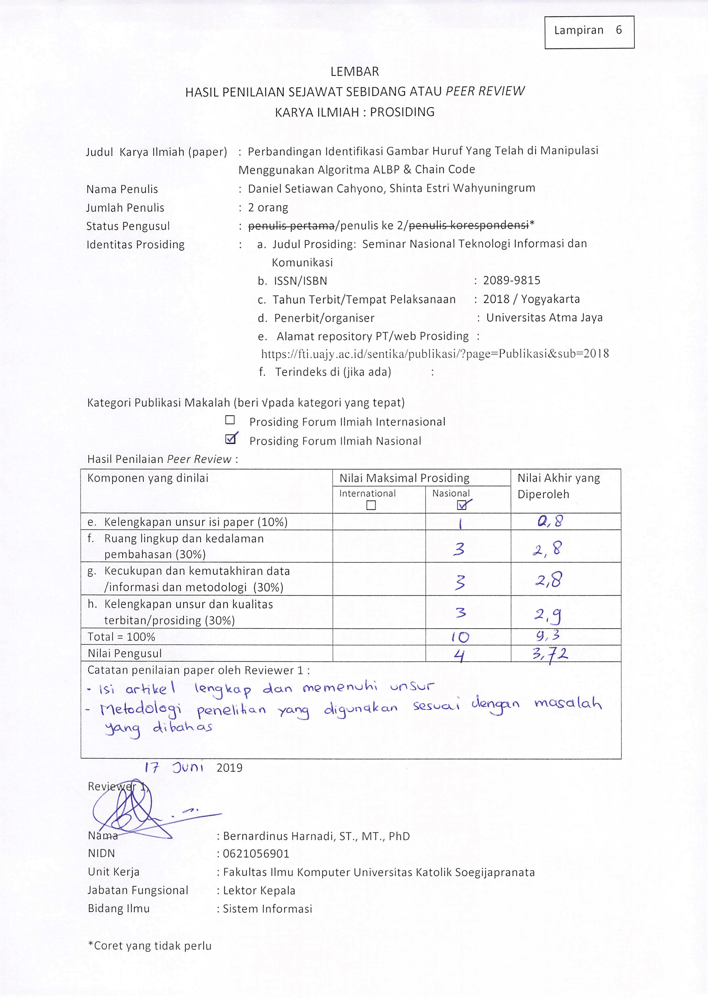 Lampiran 6
LEMBAR
HASIL PENILAIAN SEJAWAT SEBIDANG ATAU PEER REVIEW
KARYA ILMIAH : PROSIDING
Judul Karya Ilmiah (paper) : Perbandingan Identifikasi Gambar Huruf Yang Telah di Manipulasi
Menggunakan Algoritma ALBP & Chain Code
Nama Penulis : Daniel Setiawan Cahyono, Shinta Estri Wahyuningrum
Jumlah Penulis : 2 orang
Status Pengusul : penulis pertama/penulis ke 2/penulis korespondensi*
Identitas Prosiding : a. Judul Prosiding: Seminar Nasional Teknologi Informasi dan
Komunikasi
b. ISSN/ISBN : 2089-9815
c. Tahun Terbit/Tempat Pelaksanaan : 2018 / Yogyakarta
d. Penerbit/organiser : Universitas Atma Jaya
e. Alamat repository PT/web Prosiding :
https://fti.uajy.ac.id/sentika/publikasi/?page=Publikasi&sub=2018
f. Terindeks di (jika ada) :
Kategori Publikasi Makalah (beri √pada kategori yang tepat)
☐ Prosiding Forum Ilmiah Internasional
☑ Prosiding Forum Ilmiah Nasional
Hasil Penilaian Peer Review :
Komponen yang dinilai Nilai Maksimal Prosiding Nilai Akhir yang
International Nasional Diperoleh
☐ ☑
e. Kelengkapan unsur isi paper (10%) 1 0,8
f. Ruang lingkup dan kedalaman
pembahasan (30%) 3 2,8
g. Kecukupan dan kemutakhiran data
/informasi dan metodologi (30%) 3 2,8
h. Kelengkapan unsur dan kualitas
terbitan/prosiding (30%) 3 2,9
Total = 100% 10 9,3
Nilai Pengusul 4 3,72
Catatan penilaian paper oleh Reviewer 1 :
- Isi artikel lengkap dan memenuhi unsur
- Metodologi penelitian yang digunakan sesuai dengan masalah
yang dibahas
17 Juni 2019
Reviewer 1,
Nama : Bernardinus Harnadi, ST., MT., PhD
NIDN : 0621056901
Unit Kerja : Fakultas Ilmu Komputer Universitas Katolik Soegijapranata
Jabatan Fungsional : Lektor Kepala
Bidang Ilmu : Sistem Informasi
*Coret yang tidak perlu